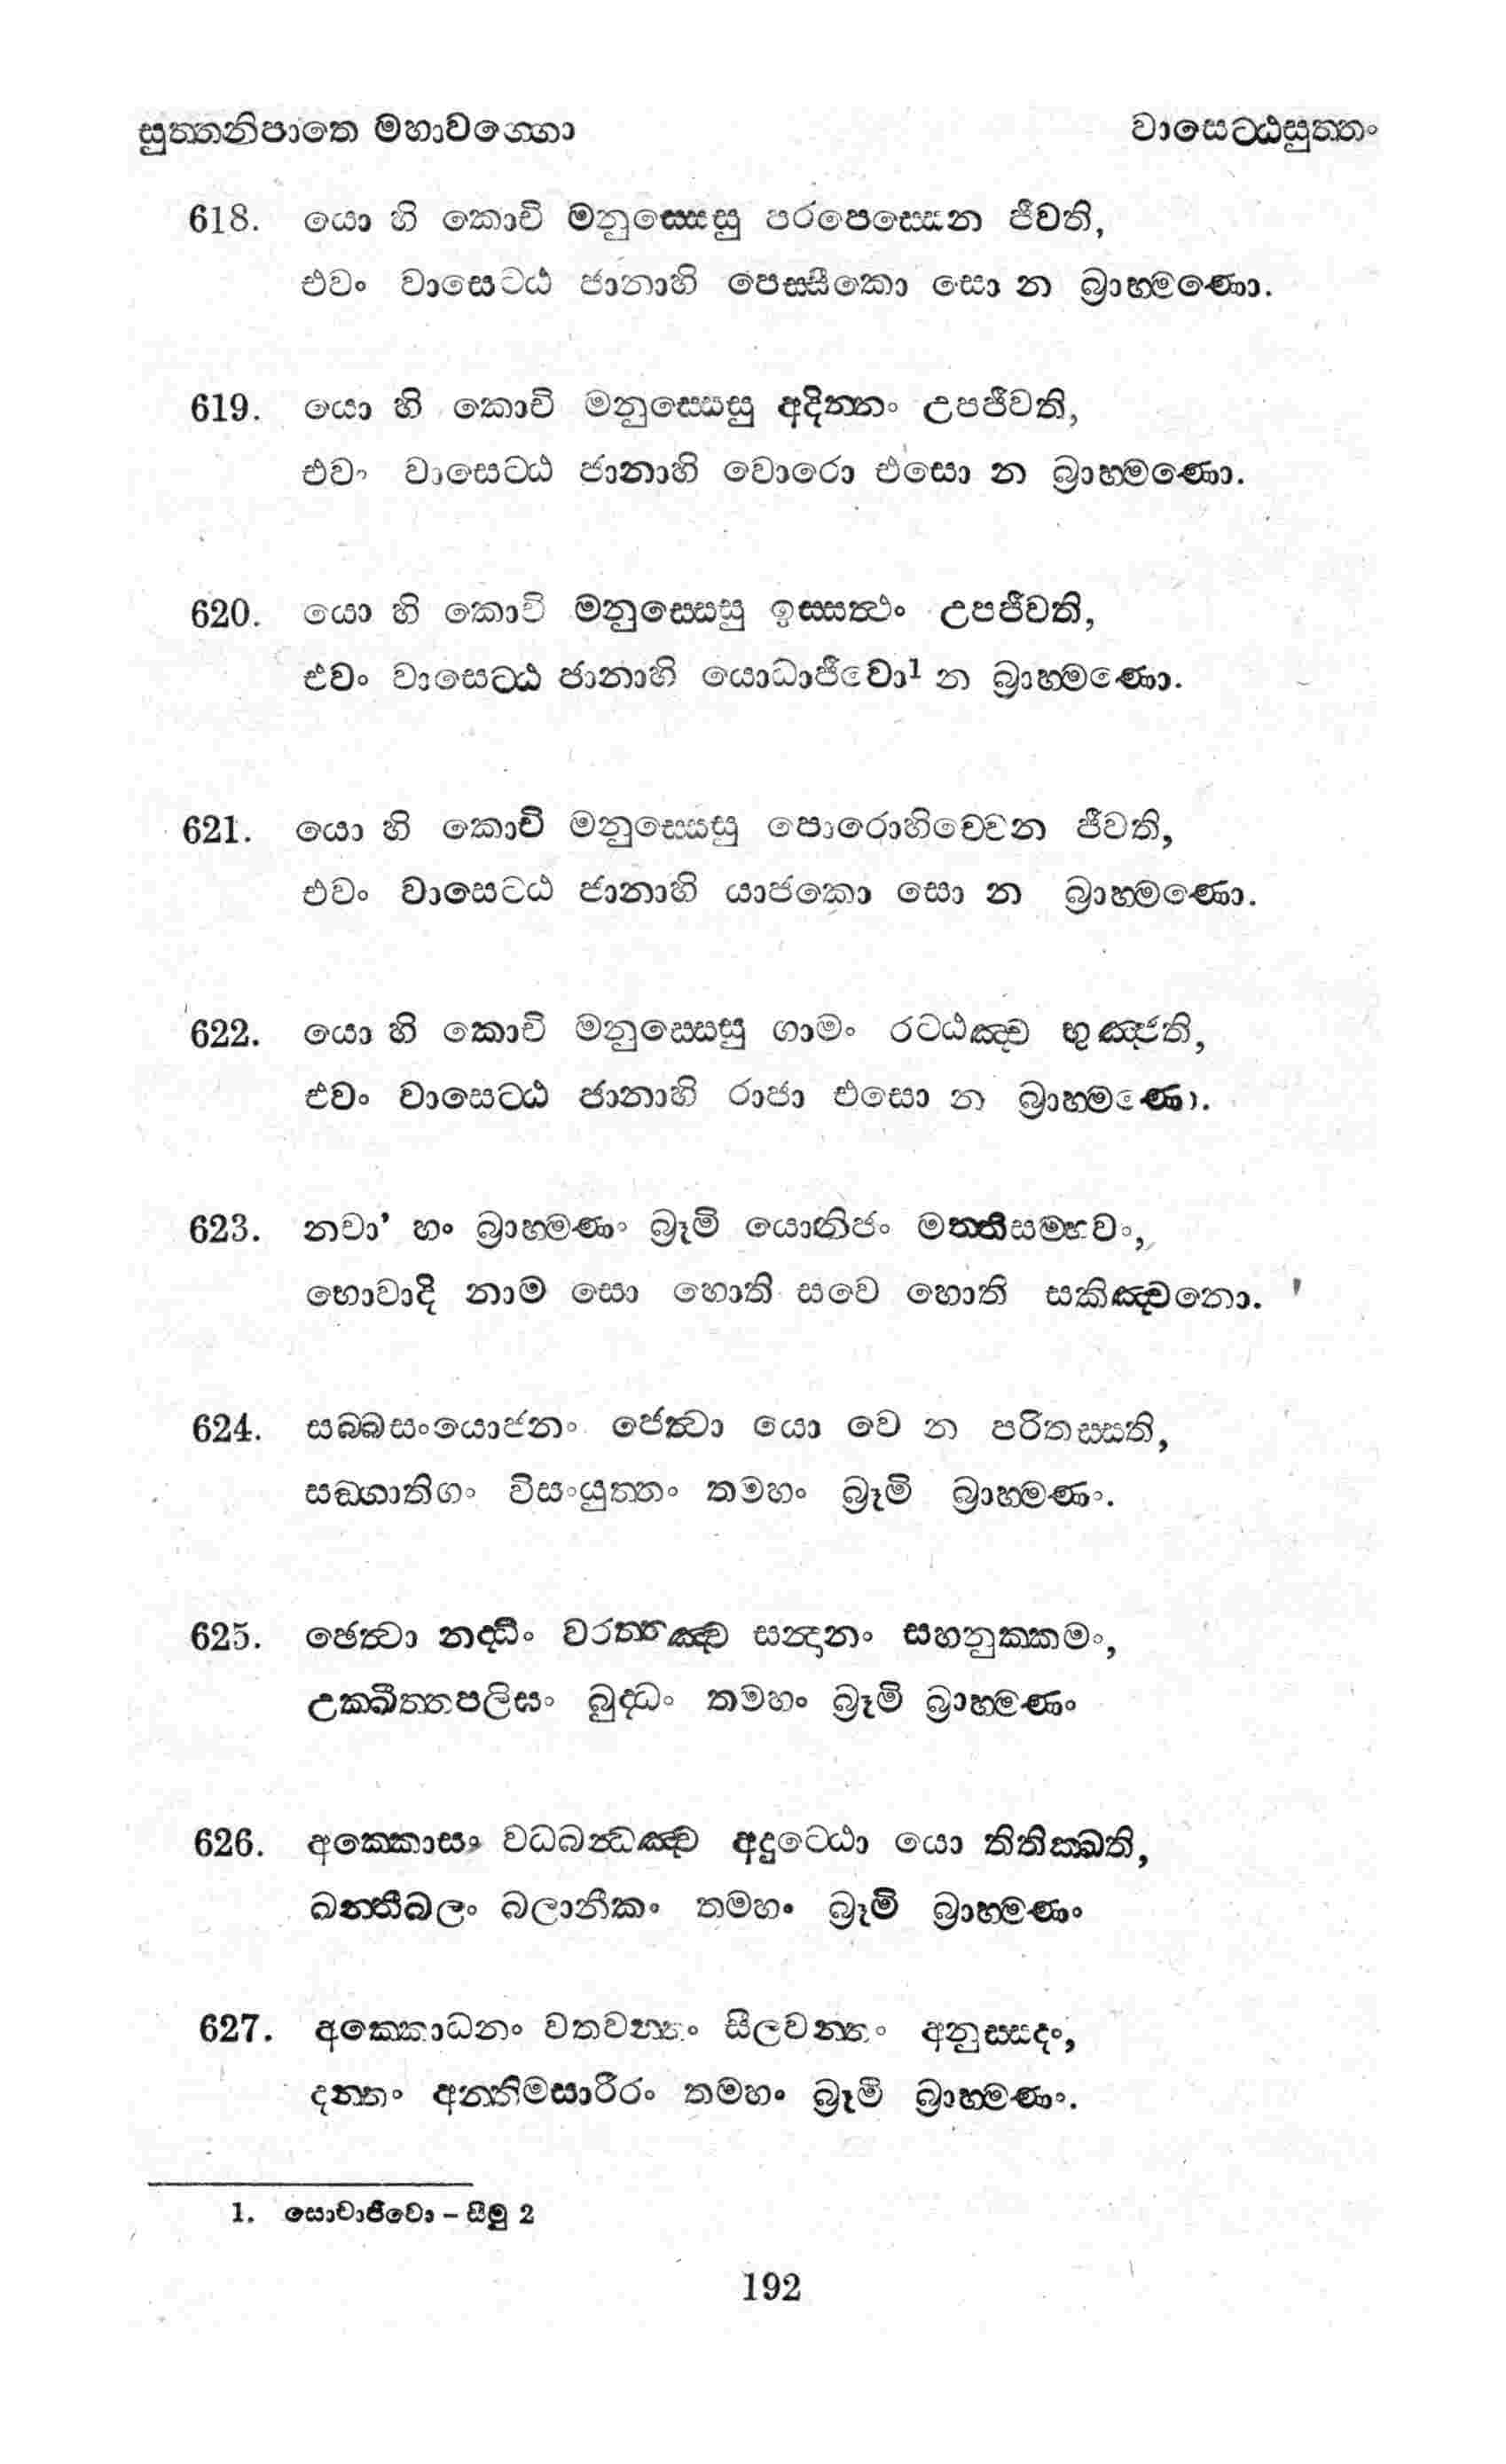 සුත්තනිපාතෙ මහාවග්ගො වාසෙට්ඨසුත්තං
618. යො හි කොචි මනුස්සෙසු පරපෙස්සෙන ජීවති,
එවං වාසෙට්ඨ ජානාහි පෙස්සීකො සො න බ්‍රාහ්මණො.
619. යො හි කොචි මනුස්සෙසු අදින්නං උපජීවති,
එවං වාසෙට්ඨ ජානාහි චොරො එසො න බ්‍රාහ්මණො.
620. යො හි කොචි මනුස්සෙසු ඉස්සත්ථං උපජීවති,
එවං වාසෙට්ඨ ජානාහි යොධාජීවො1 න බ්‍රාහ්මණො.
621. යො හි කොචි මනුස්සෙසු පොරොහිච්චෙන ජීවති,
එවං වාසෙට්ඨ ජානාහි යාජකො සො න බ්‍රාහ්මණො.
622. යො හි කොචි මනුස්සෙසු ගාමං රට්ඨඤ්ච භුඤ්ජති,
එවං වාසෙට්ඨ ජානාහි රාජා එසො න බ්‍රාහ්මණො.
623. නචා' හං බ්‍රාහ්මණං බ්‍රෑමි යොනිජං මත්තිසම්භවං,
භොවාදි නාම සො හොති සචෙ හොති සකිඤ්චනො.
624. සබ්බසංයොජනං ඡෙත්වා යො වෙ න පරිතස්සති,
සඞ්ගාතිගං විසංයුත්තං තමහං බ්‍රෑමි බ්‍රාහ්මණං.
625. ඡෙත්වා නද්ධිං වරත්තඤ්ච සන්දානං සහනුක්කමං,
උක්ඛිත්තපලිඝං බුද්ධං තමහං බ්‍රෑමි බ්‍රාහ්මණං
626. අක්කොසං වධබන්ධඤ්ච අදුට්ඨො යො තිතික්ඛති,
ඛන්තීබලං බලානීකං තමහං බ්‍රෑමි බ්‍රාහ්මණං
627. අක්කොධනං වතවන්තං සීලවන්තං අනුස්සදං,
දන්තං අන්තිමසාරීරං තමහං බ්‍රෑමි බ්‍රාහ්මණං.
1. සොචාජීවො – සීමු 2
192